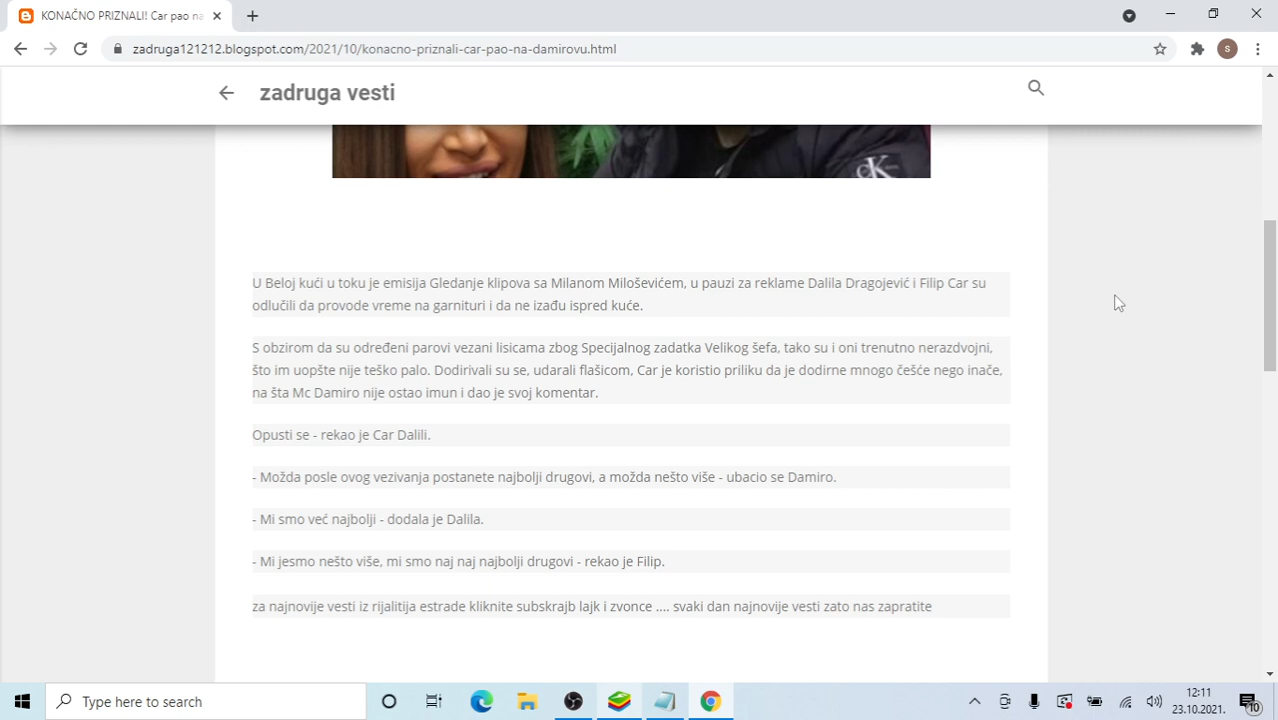 KONAČNO PRIZNALI! Car pao na
zadruga121212.blogspot.com/2021/10/konacno-priznali-car-pao-na-damirovu.html
S
zadruga vesti
CK
U Beloj kući u toku je emisija Gledanje klipova sa Milanom Miloševićem, u pauzi za reklame Dalila Dragojević i Filip Car su
odlučili da provode vreme na garnituri i da ne izađu ispred kuće.
S obzirom da su određeni parovi vezani lisicama zbog Specijalnog zadatka Velikog šefa, tako su i oni trenutno nerazdvojni,
što im uopšte nije teško palo. Dodirivali su se, udarali flašicom, Car je koristio priliku da je dodirne mnogo češće nego inače,
na šta Mc Damiro nije ostao imun i dao je svoj komentar.
Opusti se - rekao je Car Dalili.
- Možda posle ovog vezivanja postanete najbolji drugovi, a možda nešto više - ubacio se Damiro.
- Mi smo već najbolji - dodala je Dalila.
- Mi jesmo nešto više, mi smo naj naj najbolji drugovi - rekao je Filip.
za najnovije vesti iz rijalitija estrade kliknite subskrajb lajk i zvonce .... svaki dan najnovije vesti zato nas zapratite
Type here to search
12:11
23.10.2021.
10